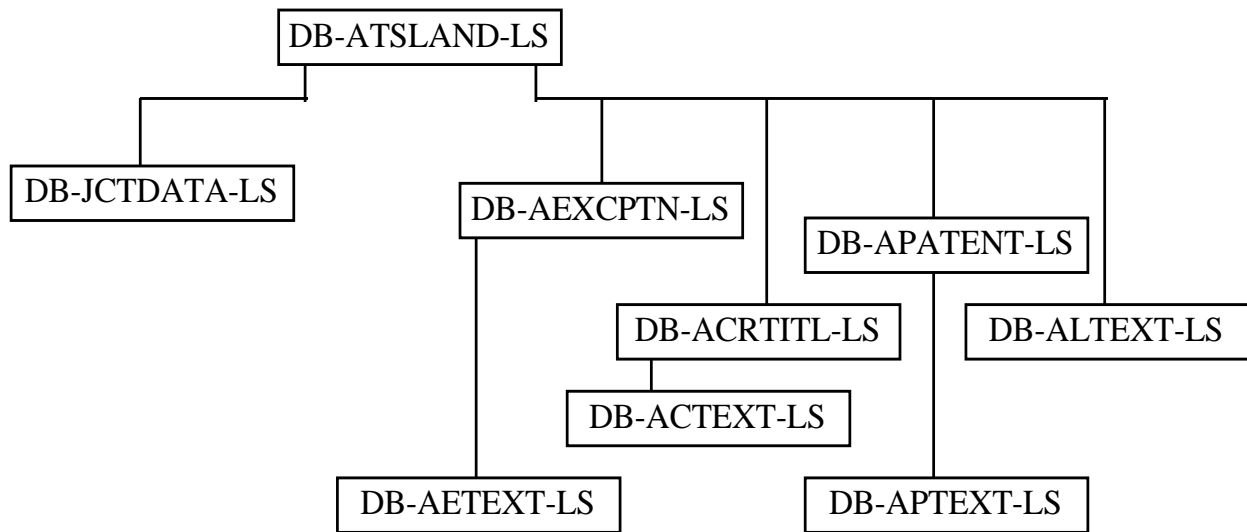 DB-ATSLAND-LS
DB-JCTDATA-LS
DB-AEXCPTN-LS
DB-APATENT-LS
DB-ACRTITL-LS
DB-ALTEXT-LS
DB-ACTEXT-LS
DB-AETEXT-LS
DB-APTEXT-LS